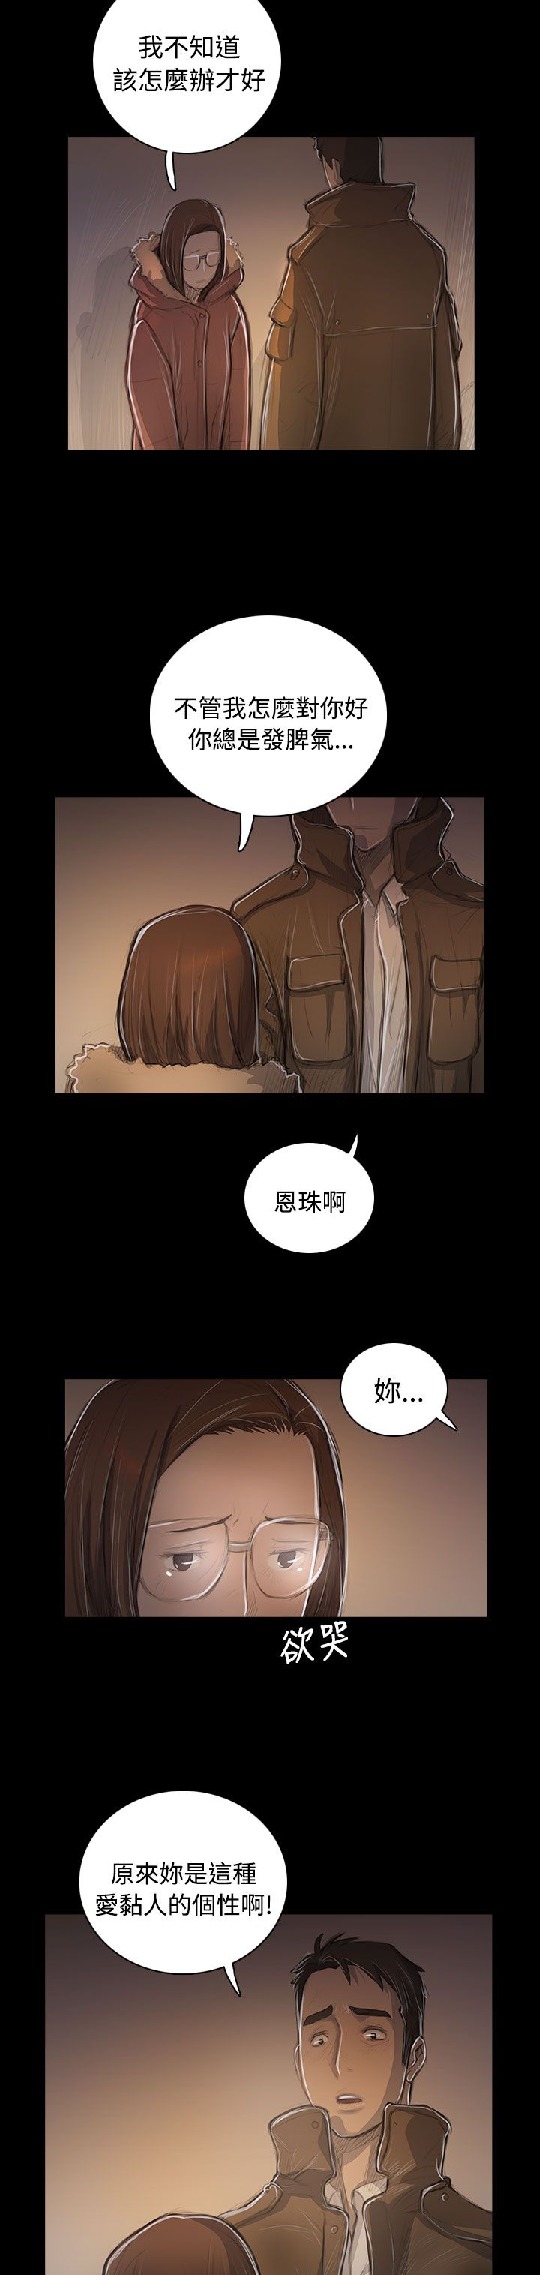 我不知道
該怎麼辦才好
不管我怎麼對你好
你總是發脾氣...
恩珠啊
妳...
欲哭
原來妳是這種
愛黏人的個性啊!